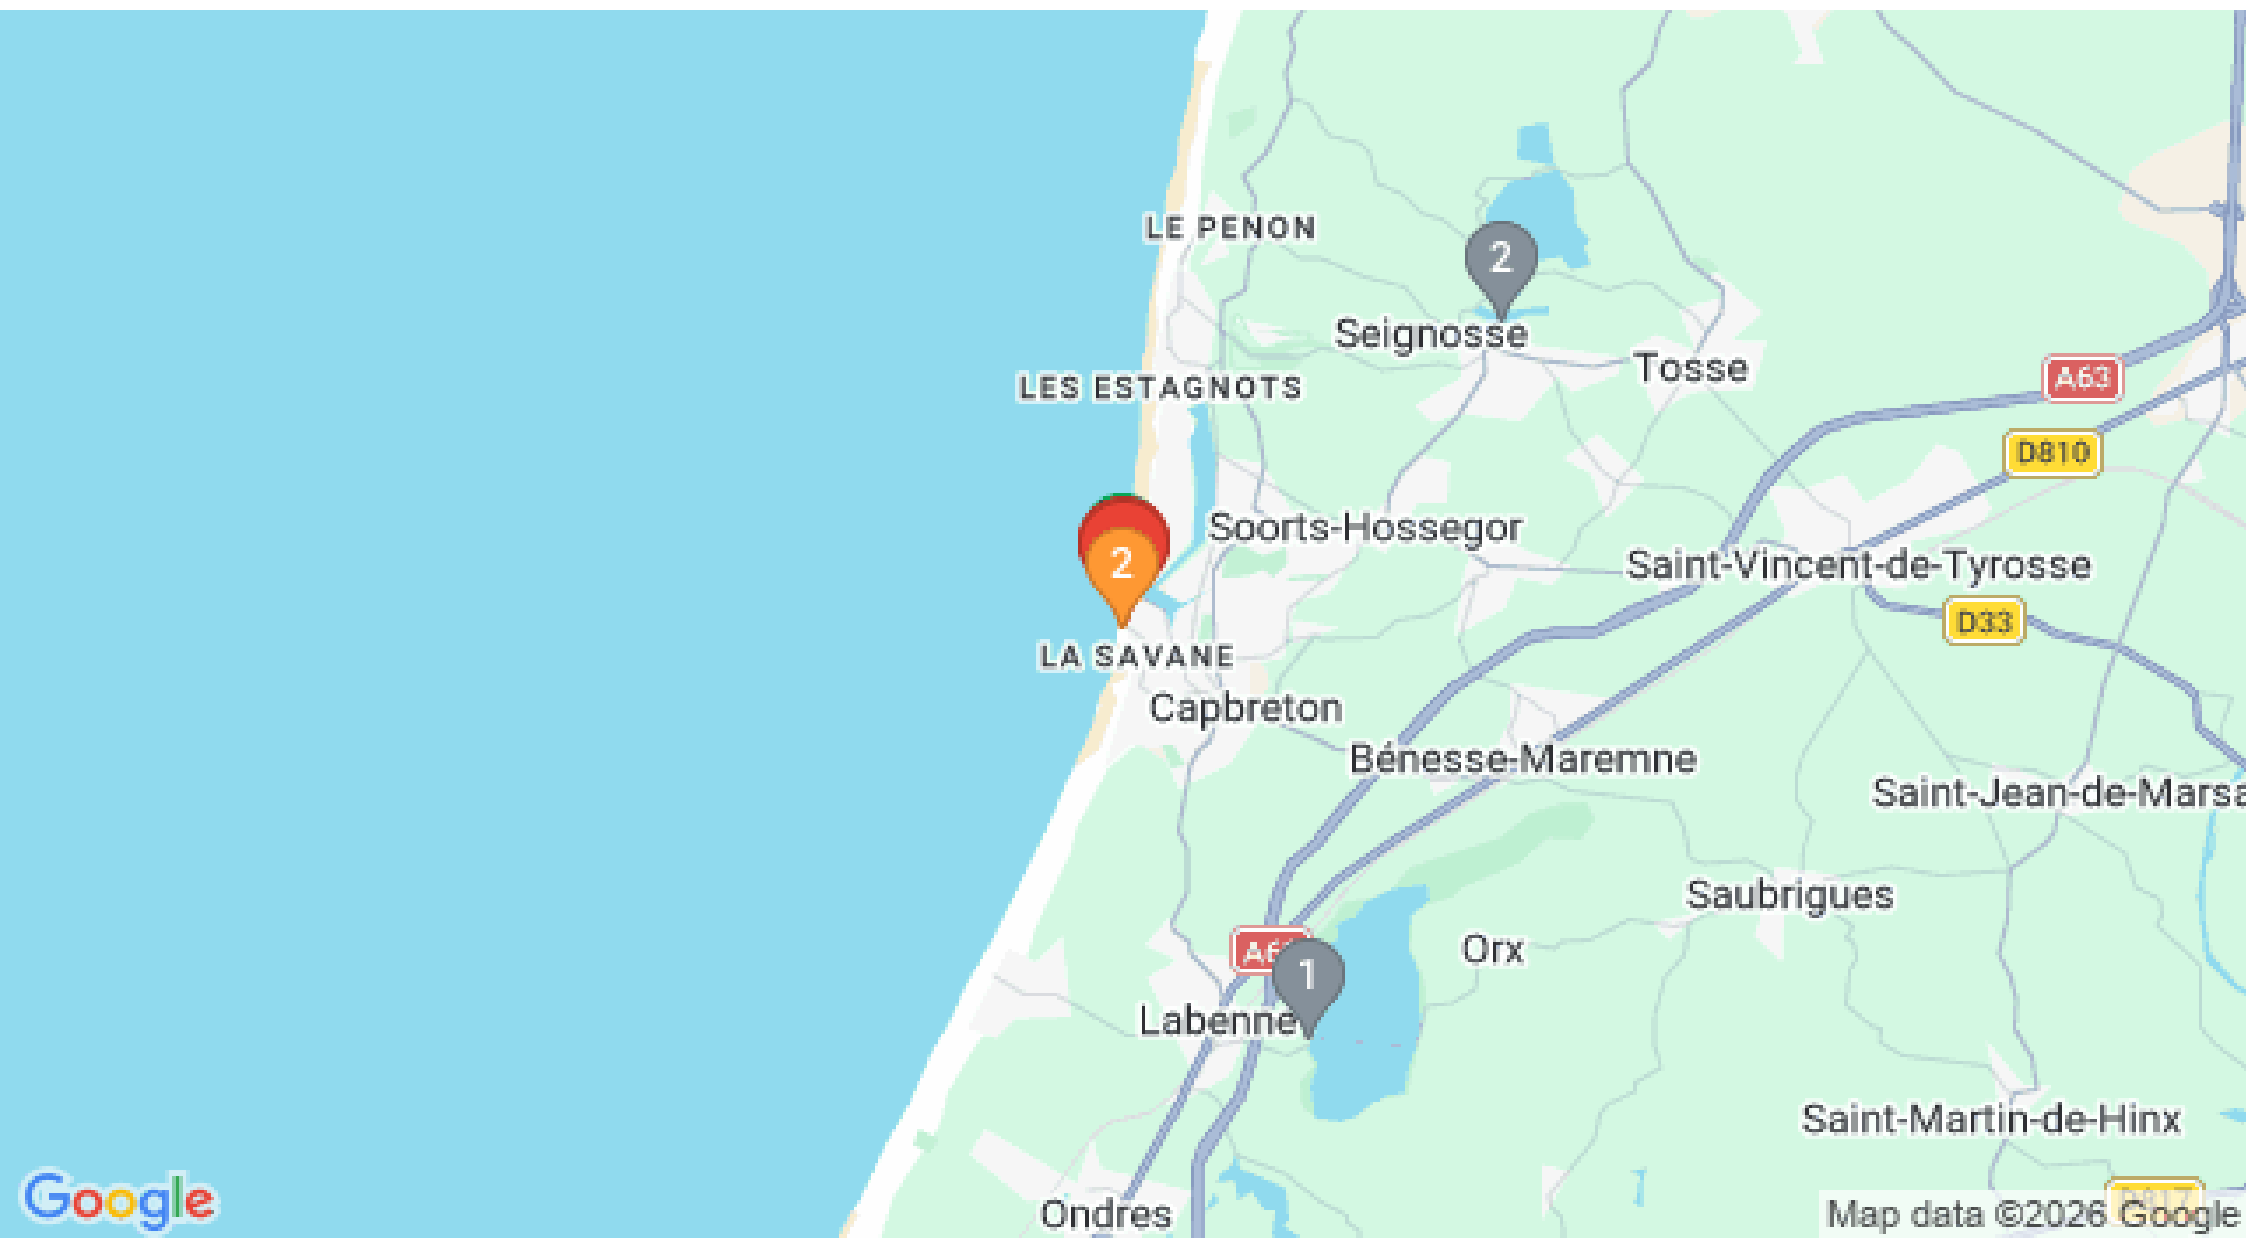 LE PENON
2
Seignosse
Tosse
LES ESTAGNOTS
A63
D810
Soorts-Hossegor
2
Saint-Vincent-de-Tyrosse
D33
LA SAVANE
Capbreton
Bénesse-Maremne
Saint-Jean-de-Marsa
Saubrigues
A6
1
Orx
Labenne
Saint-Martin-de-Hinx
D817
Ondres
Google
Map data ©2026 Google